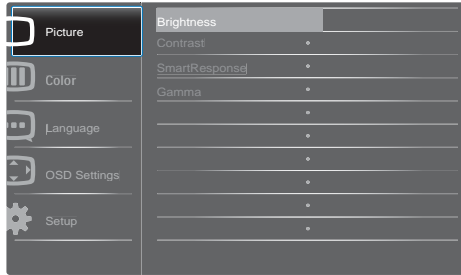 Picture
Color
Language
OSD Settings
Setup
Brightness
Contrast
SmartResponse
Gamma